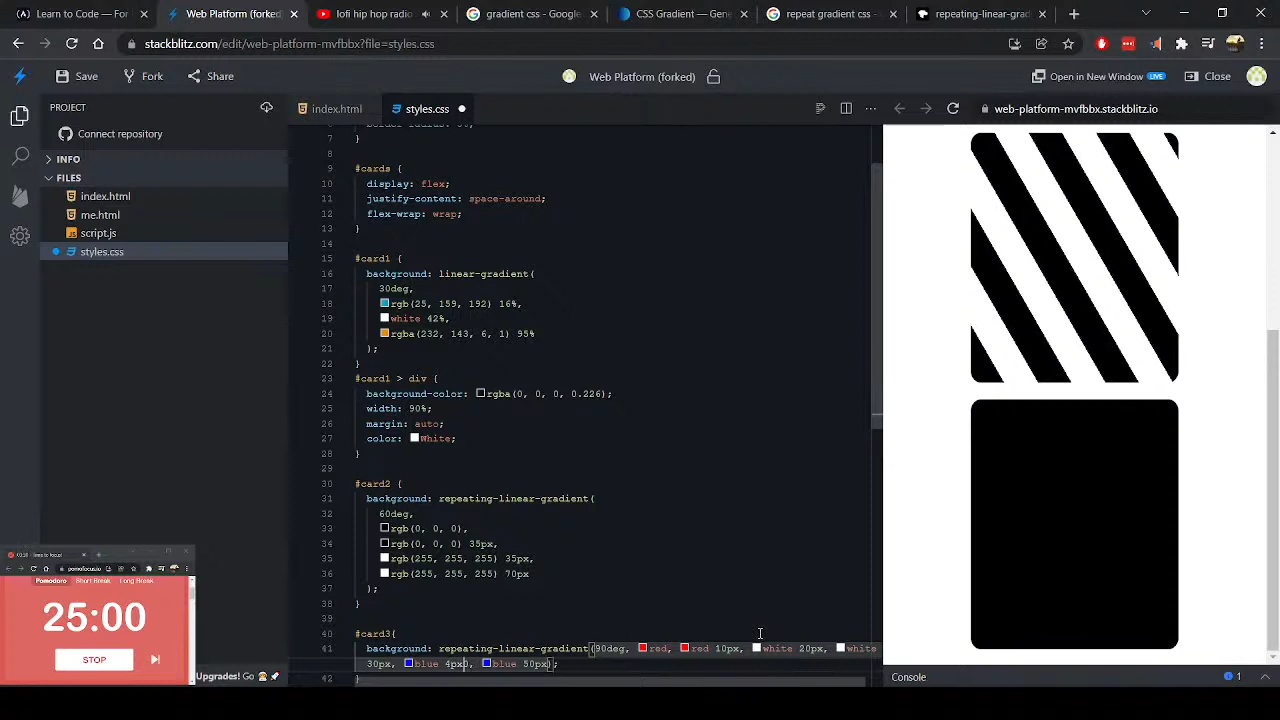 Learn to Code — For
Web Platform (forked)
lofi hip hop radio
gradient css - Google
CSS Gradient — Gene
repeat gradient css -
repeating-linear-grad
stackblitz.com/edit/web-platform-mvfbbx?file=styles.css
Save
Fork
Share
Web Platform (forked)
Open in New Window
LIVE
Close
PROJECT
Connect repository
INFO
FILES
index.html
me.html
script.js
styles.css
index.html
styles.css
web-platform-mvfbbx.stackblitz.io
7 }
8
9 #cards {
10 display: flex;
11 justify-content: space-around;
12 flex-wrap: wrap;
13 }
14
15 #card1 {
16 background: linear-gradient(
17 30deg,
18 rgb(25, 159, 192) 16%,
19 white 42%,
20 rgba(232, 143, 6, 1) 95%
21 );
22 }
23 #card1 > div {
24 background-color: rgba(0, 0, 0, 0.226);
25 width: 90%;
26 margin: auto;
27 color: White;
28 }
29
30 #card2 {
31 background: repeating-linear-gradient(
32 60deg,
33 rgb(0, 0, 0),
34 rgb(0, 0, 0) 35px,
35 rgb(255, 255, 255) 35px,
36 rgb(255, 255, 255) 70px
37 );
38 }
39
40 #card3{
41 background: repeating-linear-gradient(90deg, red, red 10px, white 20px, white
30px, blue 4px), blue 50px);
42 }
Console
1
pomofocus.io
Pomodoro Short Break Long Break
25:00
STOP
Upgrades! Go